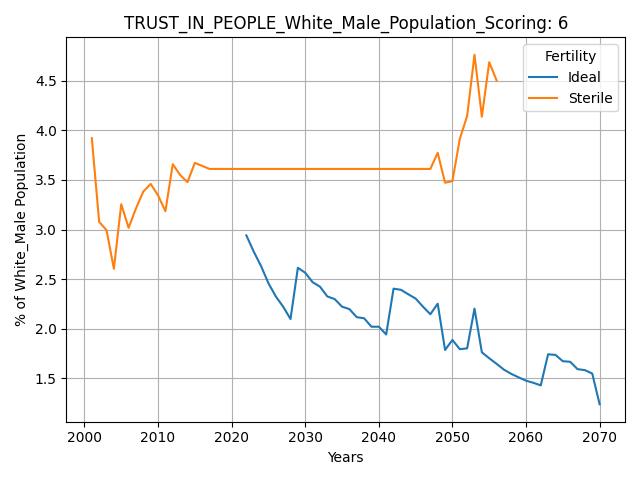 TRUST_IN_PEOPLE_White_Male_Population_Scoring: 6
Fertility
Ideal
Sterile
% of White_Male Population
4.5
4.0
3.5
3.0
2.5
2.0
1.5
2000 2010 2020 2030 2040 2050 2060 2070
Years